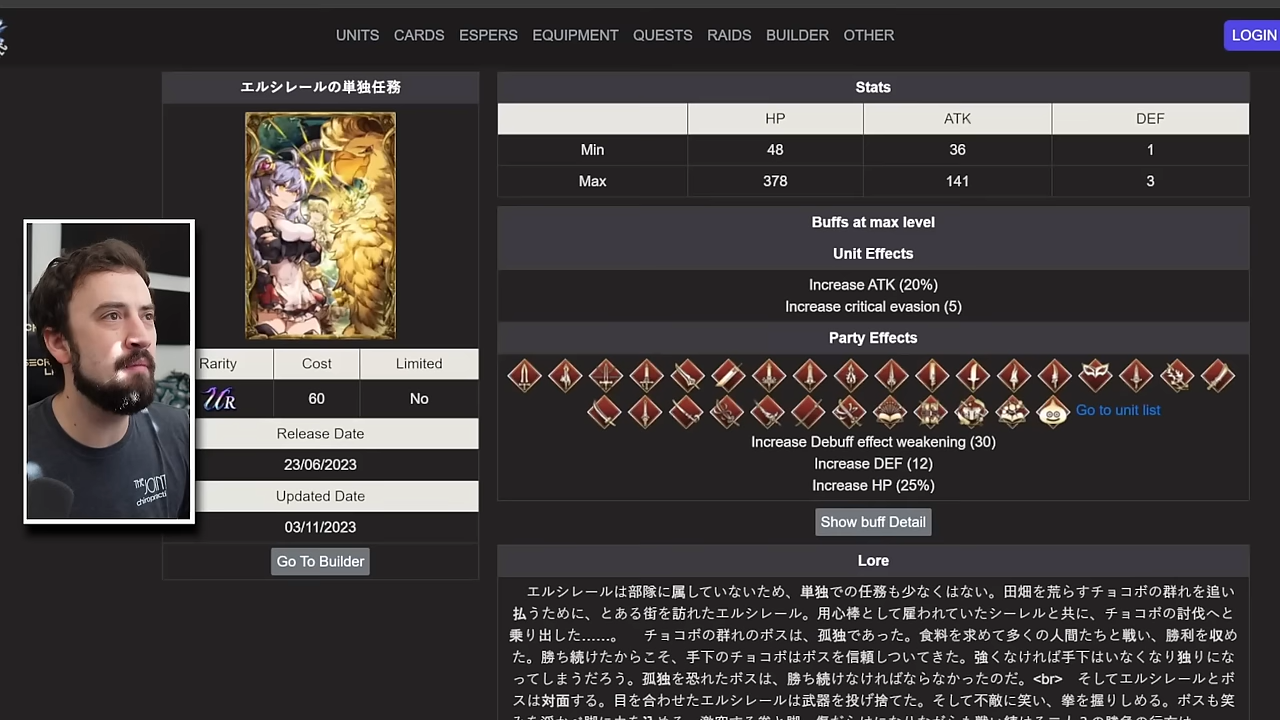 UNITS CARDS ESPERS EQUIPMENT QUESTS RAIDS BUILDER OTHER LOGIN
エルシレールの単独任務
Rarity Cost Limited
UR 60 No
Release Date
23/06/2023
Updated Date
03/11/2023
Go To Builder
THE JOINT
chiropractic
Stats
HP ATK DEF
Min 48 36 1
Max 378 141 3
Buffs at max level
Unit Effects
Increase ATK (20%)
Increase critical evasion (5)
Party Effects
Go to unit list
Increase Debuff effect weakening (30)
Increase DEF (12)
Increase HP (25%)
Show buff Detail
Lore
エルシレールは部隊に属していないため、単独での任務も少なくはない。田畑を荒らすチョコボの群れを追い
払うために、とある街を訪れたエルシレール。用心棒として雇われていたシーレルと共に、チョコボの討伐へと
乗り出した……。 チョコボの群れのボスは、孤独であった。食料を求めて多くの人間たちと戦い、勝利を収め
た。勝ち続けたからこそ、手下のチョコボはボスを信頼しついてきた。強くなければ手下はいなくなり独りにな
ってしまうだろう。孤独を恐れたボスは、勝ち続けなければならなかったのだ。<br> そしてエルシレールとボ
スは対面する。目を合わせたエルシレールは武器を投げ捨てた。そして不敵に笑い、拳を握りしめる。ボスも笑